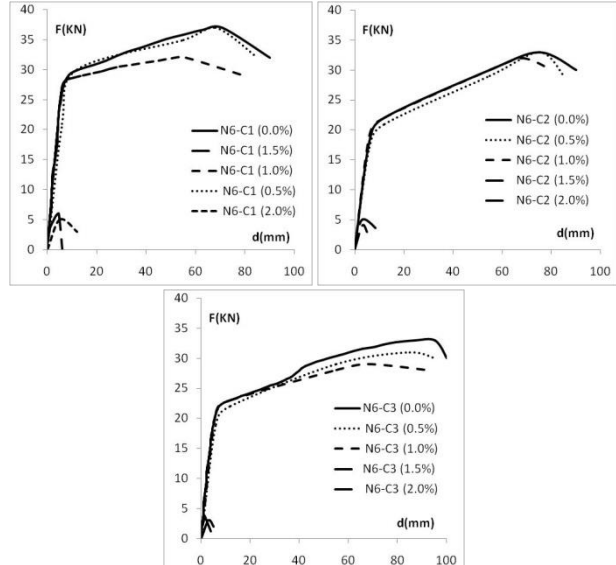 F(KN)
40
35
30
25
20
15
10
5
0
N6-C1 (0.0%)
N6-C1 (1.5%)
N6-C1 (1.0%)
N6-C1 (0.5%)
N6-C1 (2.0%)
d(mm)
0 20 40 60 80 100
F(KN)
40
35
30
25
20
15
10
5
0
N6-C2 (0.0%)
N6-C2 (0.5%)
N6-C2 (1.0%)
N6-C2 (1.5%)
N6-C2 (2.0%)
d(mm)
0 20 40 60 80 100
F(KN)
40
35
30
25
20
15
10
5
0
N6-C3 (0.0%)
N6-C3 (0.5%)
N6-C3 (1.0%)
N6-C3 (1.5%)
N6-C3 (2.0%)
d(mm)
0 20 40 60 80 100